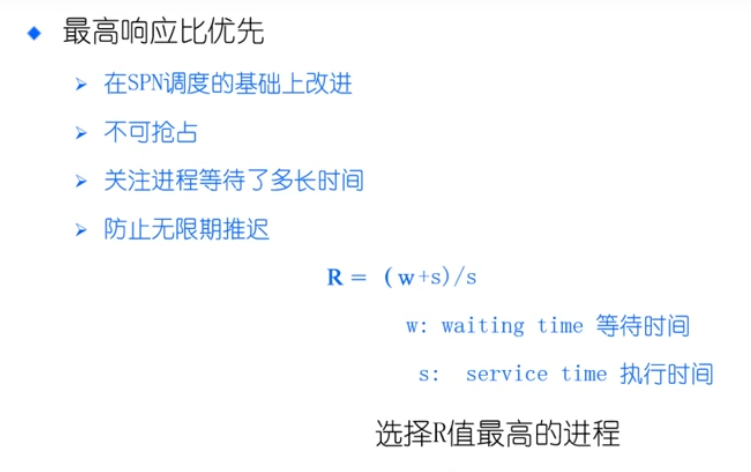 最高响应比优先
在SPN调度的基础上改进
不可抢占
关注进程等待了多长时间
防止无限期推迟
R = (w+s)/s
w: waiting time 等待时间
s: service time 执行时间
选择R值最高的进程